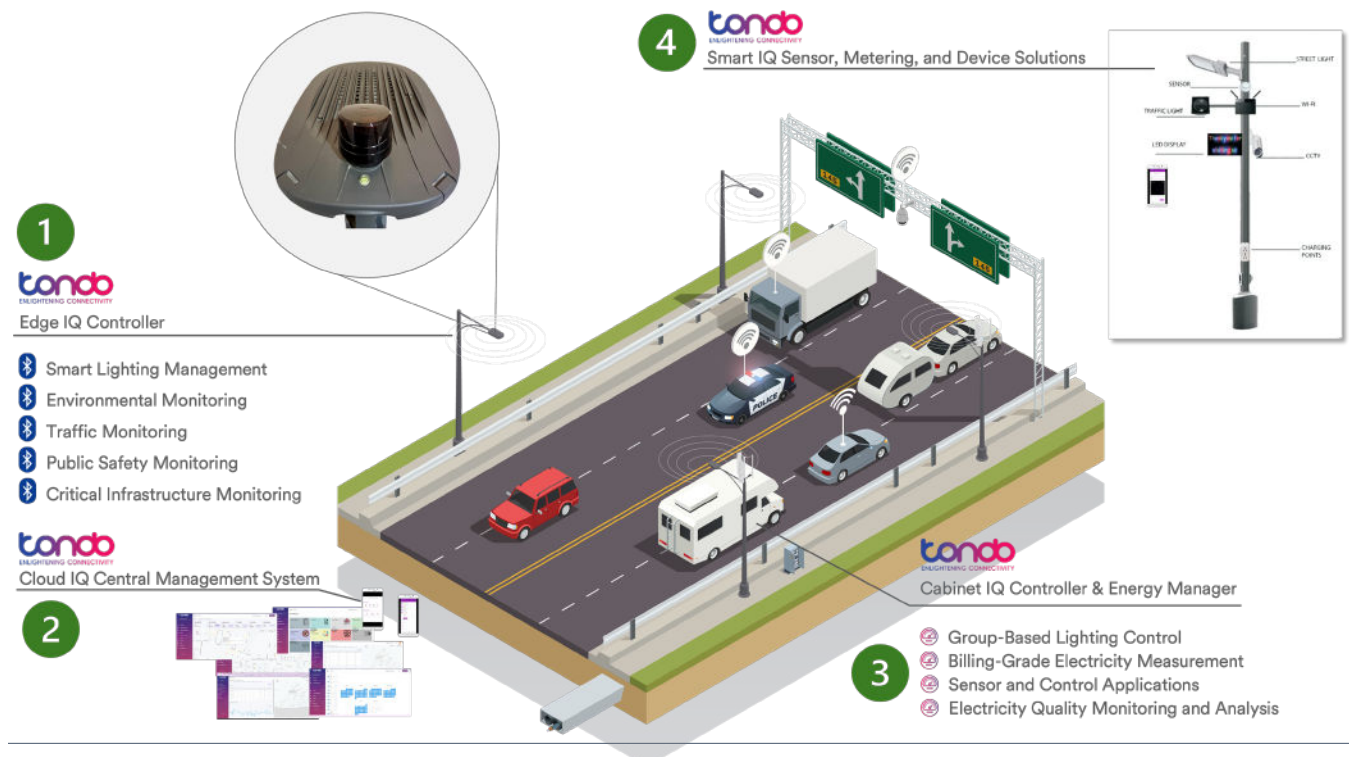 1
tondo
ENLIGHTENING CONNECTIVITY
Edge IQ Controller
Smart Lighting Management
Environmental Monitoring
Traffic Monitoring
Public Safety Monitoring
Critical Infrastructure Monitoring
tondo
ENLIGHTENING CONNECTIVITY
Cloud IQ Central Management System
2
4
tondo
ENLIGHTENING CONNECTIVITY
Smart IQ Sensor, Metering, and Device Solutions
STREET LIGHT
SENSOR
WI-FI
TRAFFIC LIGHT
LED DISPLAY
CCTV
CHARGING
POINTS
145
145
POLICE
tondo
ENLIGHTENING CONNECTIVITY
Cabinet IQ Controller & Energy Manager
3
Group-Based Lighting Control
Billing-Grade Electricity Measurement
Sensor and Control Applications
Electricity Quality Monitoring and Analysis